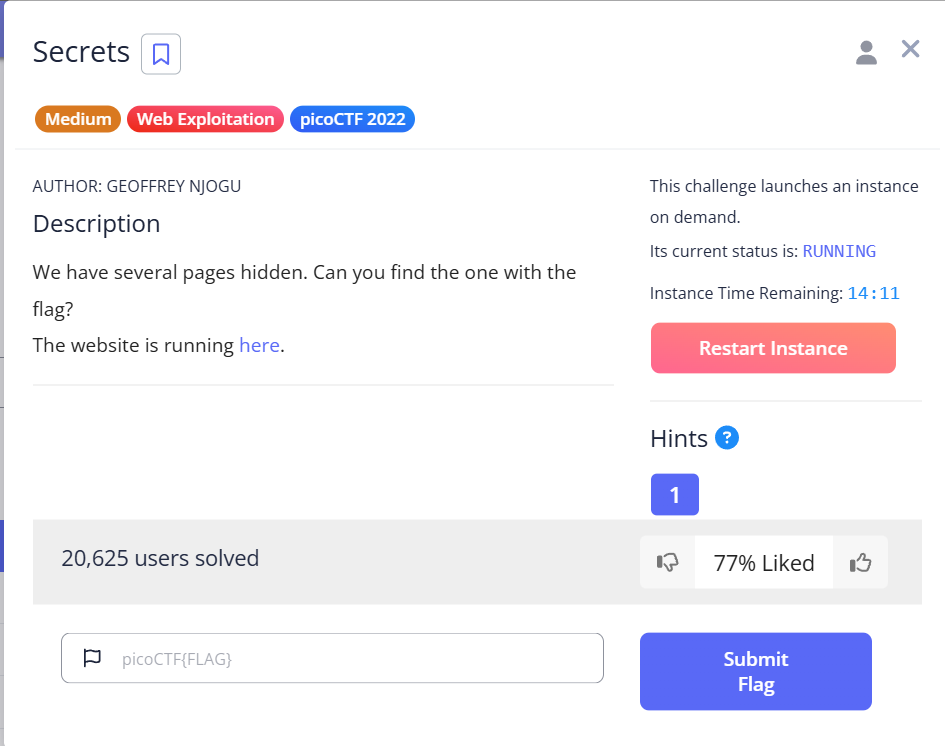 Secrets
Medium Web Exploitation picoCTF 2022
AUTHOR: GEOFFREY NJOGU
Description
We have several pages hidden. Can you find the one with the
flag?
The website is running here.
This challenge launches an instance
on demand.
Its current status is: RUNNING
Instance Time Remaining: 14:11
Restart Instance
Hints ?
1
20,625 users solved
77% Liked
picoCTF{FLAG}
Submit
Flag